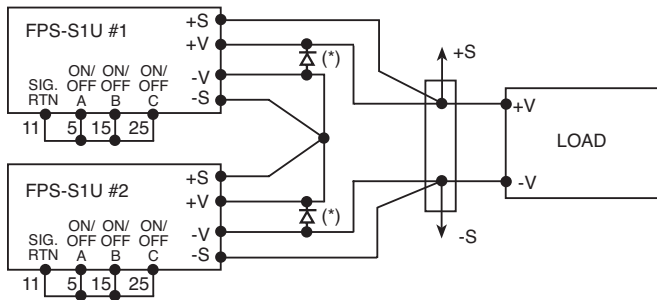 FPS-S1U #1
+S
+V
-V
-S
ON/ ON/ ON/
SIG. OFF OFF OFF
RTN A B C
11 5 15 25
(*)
+S
+V
LOAD
-V
-S
FPS-S1U #2
+S
+V
-V
-S
ON/ ON/ ON/
SIG. OFF OFF OFF
RTN A B C
11 5 15 25
(*)